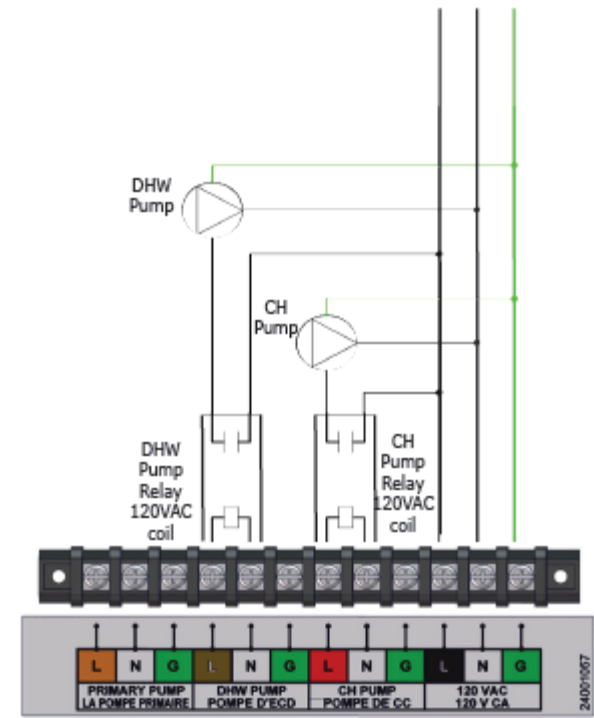 DHW
Pump
CH
Pump
DHW
Pump
Relay
120VAC
coil
CH
Pump
Relay
120VAC
coil
L N G L N G L N G L N G
PRIMARY PUMP DHW PUMP CH PUMP 120 VAC
LA POMPE PRIMAIRE POMPE D'ECD POMPE DE CC 120 V CA
24001057